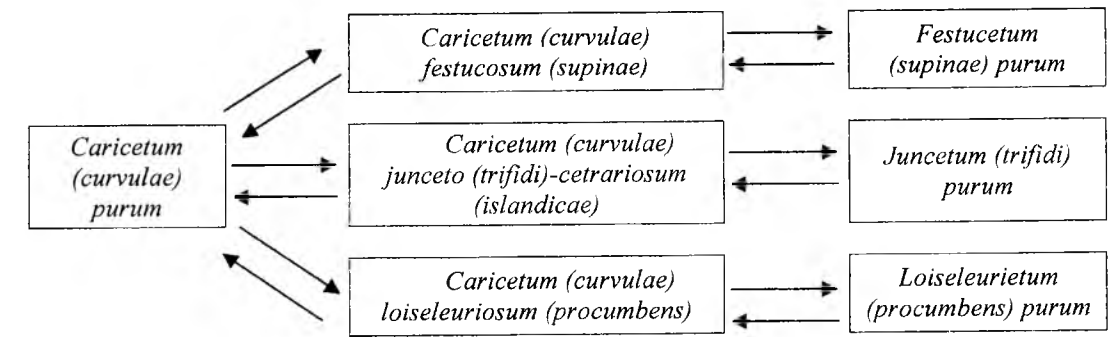 Caricetum (curvulae)
festucosum (supinae)
Festucetum
(supinae) purum
Caricetum
(curvulae)
purum
Caricetum (curvulae)
junceto (trifidi)-cetrariosum
(islandicae)
Juncetum (trifidi)
purum
Caricetum (curvulae)
loiseleuriosum (procumbens)
Loiseleurietum
(procumbens) purum